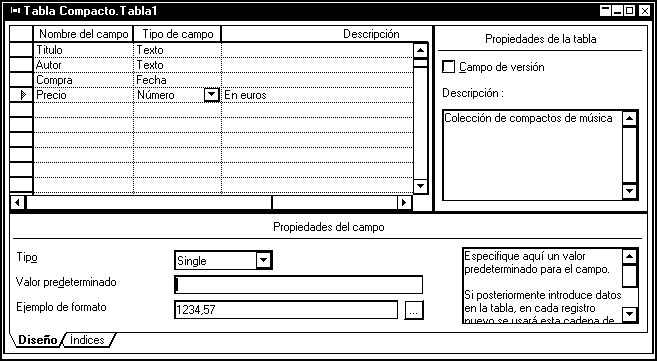 Tabla Compacto.Tabla1
Nombre del campo Tipo de campo Descripción
Titulo Texto
Autor Texto
Compra Fecha
Precio Número En euros
Propiedades de la tabla
Campo de versión
Descripción :
Colección de compactos de música
Propiedades del campo
Tipo Single
Valor predeterminado
Ejemplo de formato 1234,57 ...
Especifique aquí un valor
predeterminado para el campo.
Si posteriormente introduce datos
en la tabla, en cada registro
nuevo se usará esta cadena de
Diseño Índices